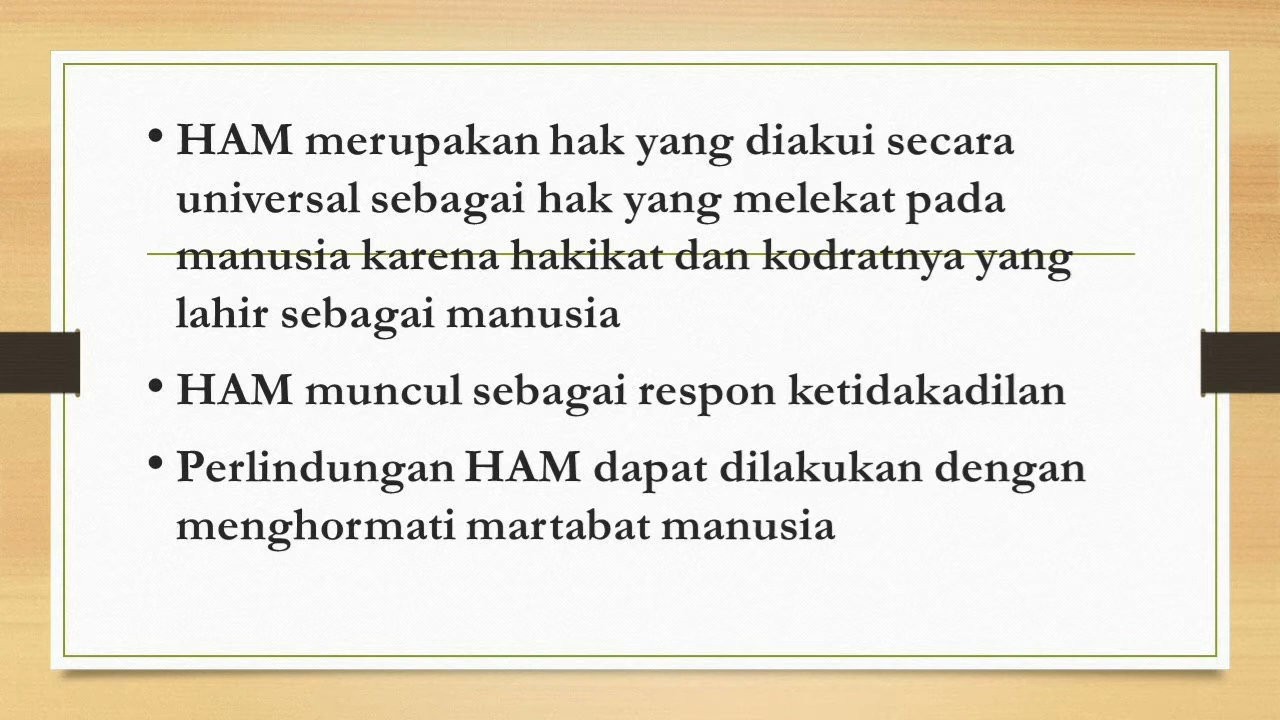 • HAM merupakan hak yang diakui secara
universal sebagai hak yang melekat pada
manusia karena hakikat dan kodratnya yang
lahir sebagai manusia
• HAM muncul sebagai respon ketidakadilan
• Perlindungan HAM dapat dilakukan dengan
menghormati martabat manusia